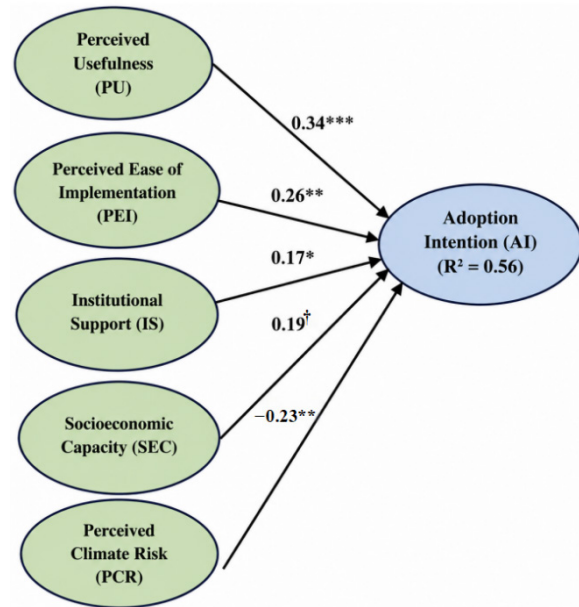 Perceived
Usefulness
(PU)
0.34***
Perceived Ease of
Implementation
(PEI)
0.26**
Adoption
Intention (AI)
(R² = 0.56)
0.17*
Institutional
Support (IS)
0.19†
Socioeconomic
Capacity (SEC)
−0.23**
Perceived
Climate Risk
(PCR)